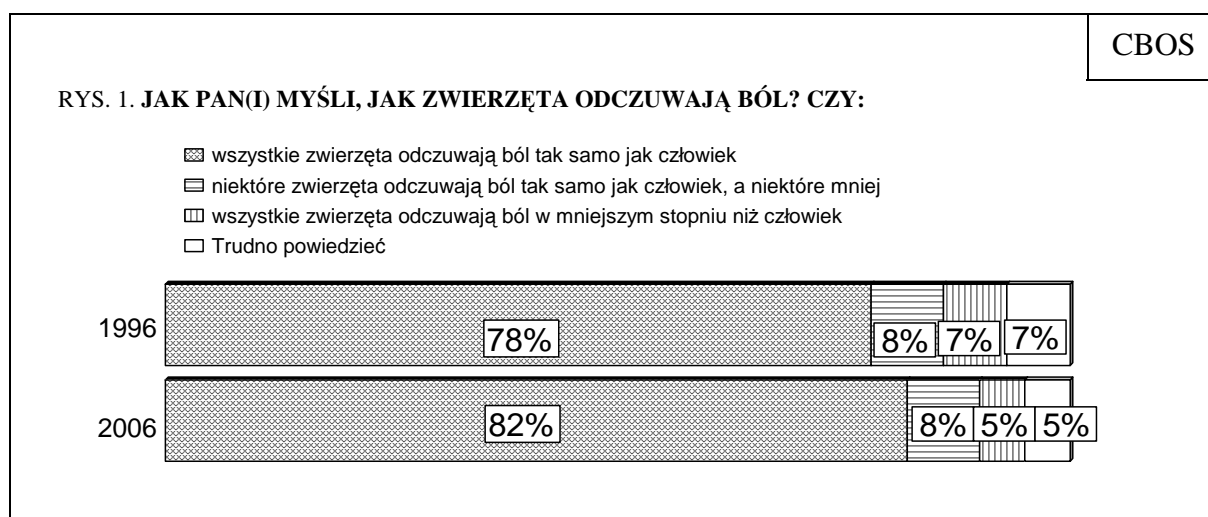 CBOS
RYS. 1. JAK PAN(I) MYŚLI, JAK ZWIERZĘTA ODCZUWAJĄ BÓL? CZY:
wszystkie zwierzęta odczuwają ból tak samo jak człowiek
niektóre zwierzęta odczuwają ból tak samo jak człowiek, a niektóre mniej
wszystkie zwierzęta odczuwają ból w mniejszym stopniu niż człowiek
Trudno powiedzieć
1996 78% 8% 7% 7%
2006 82% 8% 5% 5%